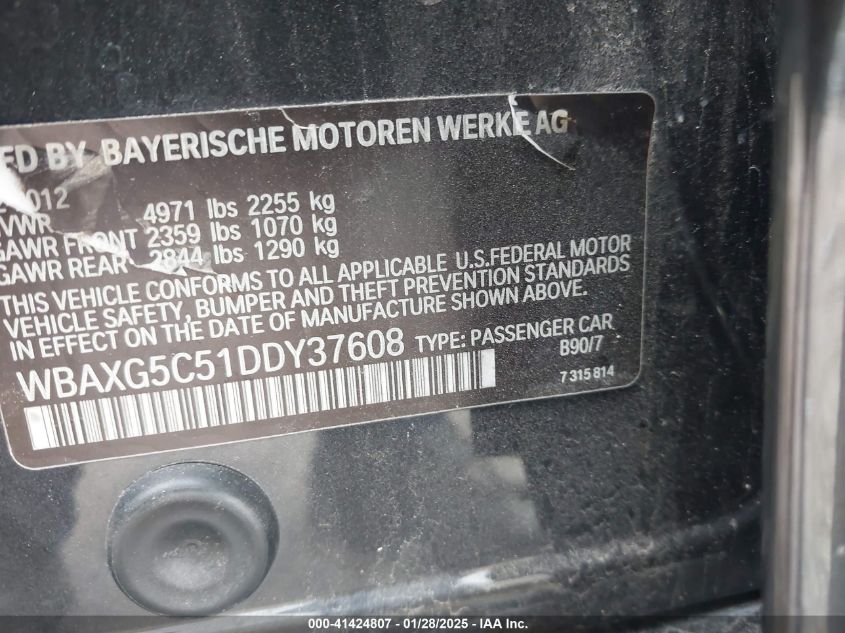 BY BAYERISCHE MOTOREN WERKE AG
4971 lbs 2255 kg
GAWR FRONT 2359 lbs 1070 kg
GAWR REAR 2844 lbs 1290 kg
THIS VEHICLE CONFORMS TO ALL APPLICABLE U.S.FEDERAL MOTOR
VEHICLE SAFETY, BUMPER AND THEFT PREVENTION STANDARDS
IN EFFECT ON THE DATE OF MANUFACTURE SHOWN ABOVE.
WBAXG5C51DDY37608 TYPE: PASSENGER CAR
B90/7
7 315 814
000-41424807 | 01/28/2025 | IAA Inc.